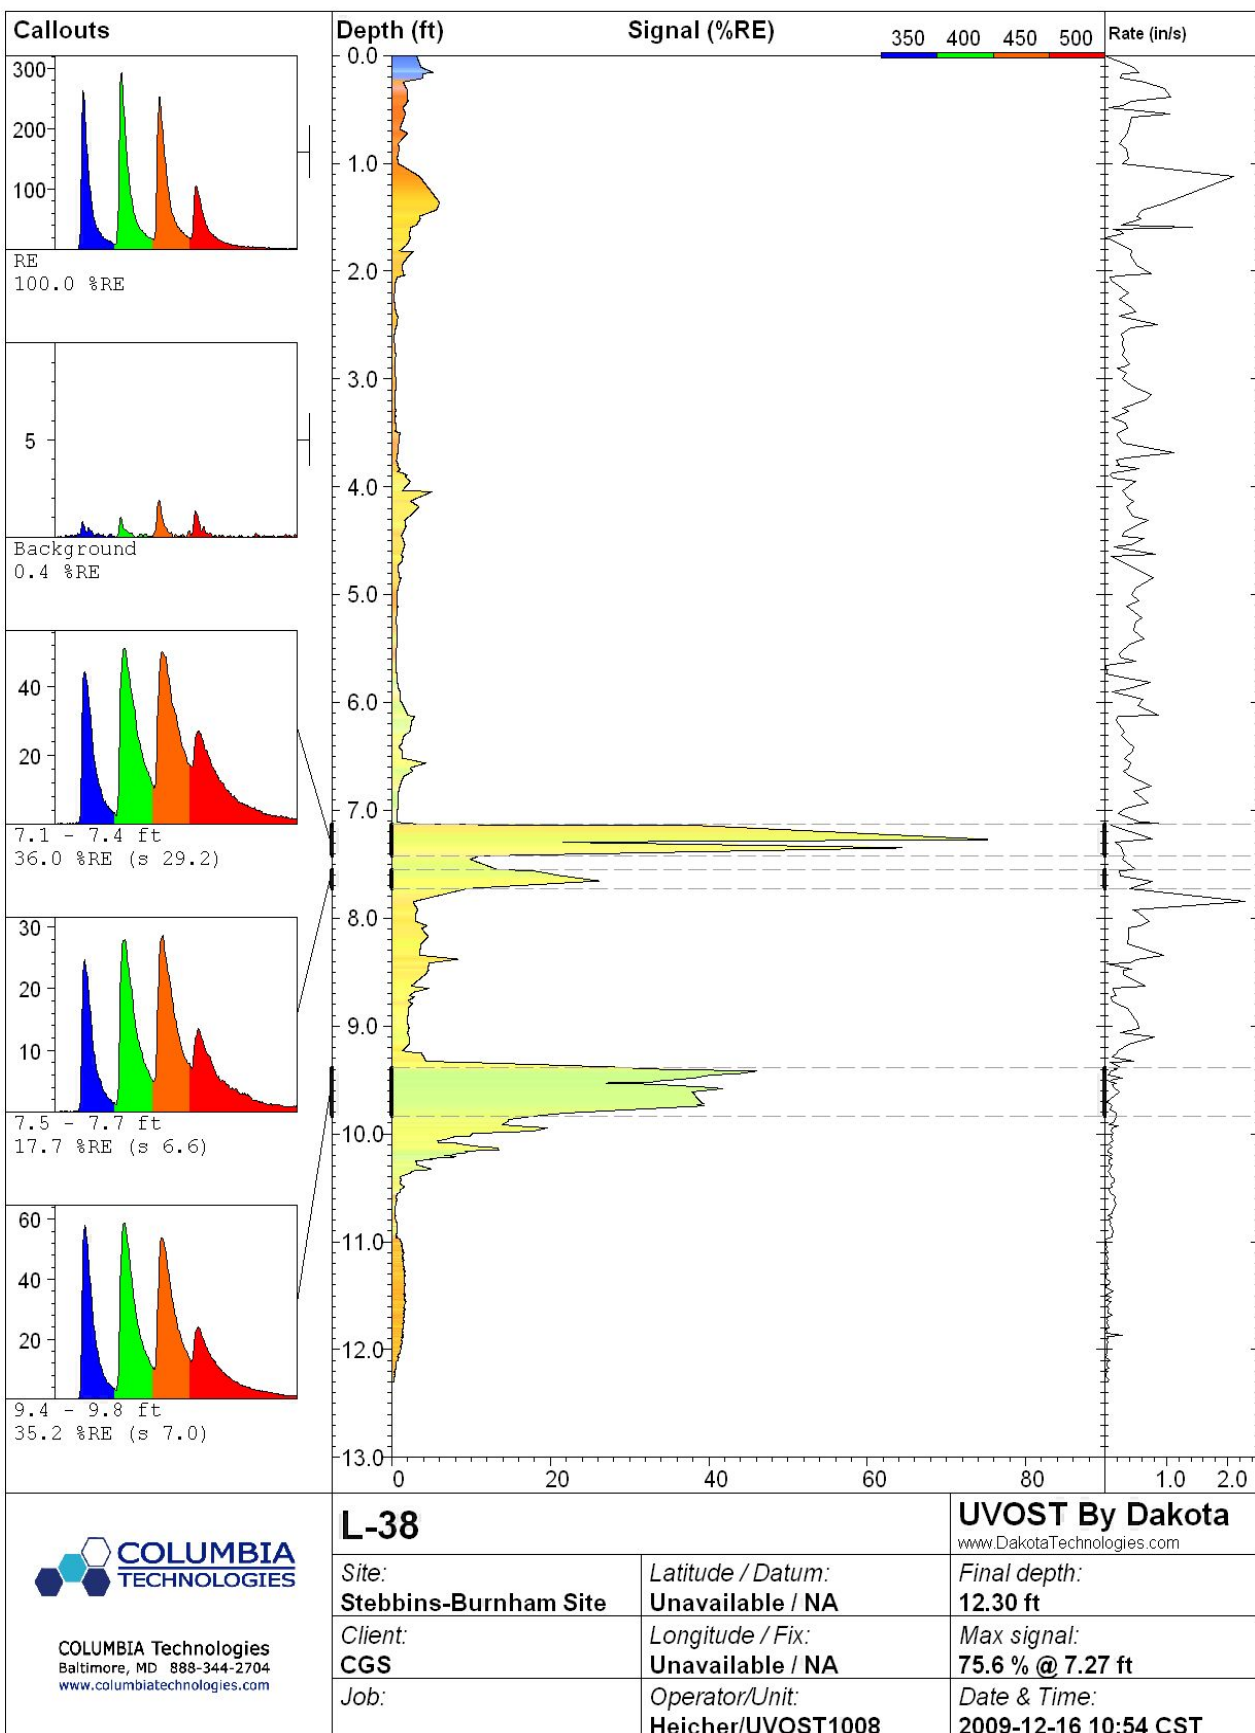 Callouts
Depth (ft)
Signal (%RE)
350 400 450 500
Rate (in/s)
300
200
100
RE
100.0 %RE
5
Background
0.4 %RE
40
20
7.1 - 7.4 ft
36.0 %RE (s 29.2)
30
20
10
7.5 - 7.7 ft
17.7 %RE (s 6.6)
60
40
20
9.4 - 9.8 ft
35.2 %RE (s 7.0)
0.0
1.0
2.0
3.0
4.0
5.0
6.0
7.0
8.0
9.0
10.0
11.0
12.0
13.0
0 20 40 60 80
1.0 2.0
COLUMBIA
TECHNOLOGIES
COLUMBIA Technologies
Baltimore, MD 888-344-2704
www.columbiatechnologies.com
L-38
UVOST By Dakota
www.DakotaTechnologies.com
Site:
Stebbins-Burnham Site
Latitude / Datum:
Unavailable / NA
Final depth:
12.30 ft
Client:
CGS
Longitude / Fix:
Unavailable / NA
Max signal:
75.6 % @ 7.27 ft
Job:
Operator/Unit:
Heicher/UVOST1008
Date & Time:
2009-12-16 10:54 CST